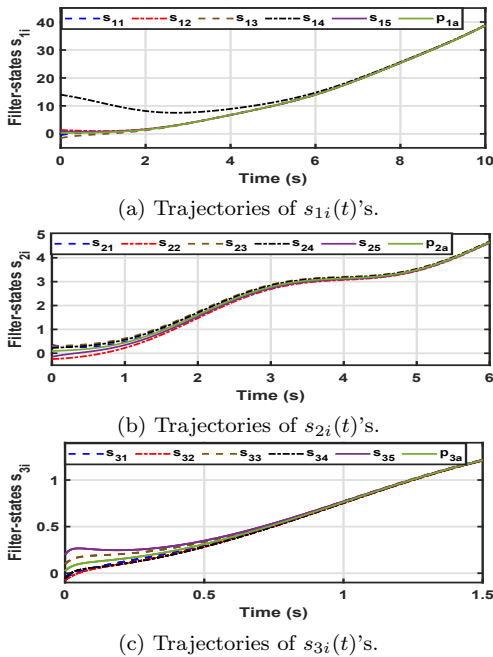 s₁₁ s₁₂ s₁₃ s₁₄ s₁₅ p₁ₐ
Filter-states s₁ᵢ
40
30
20
10
0
0 2 4 6 8 10
Time (s)
(a) Trajectories of s₁ᵢ(t)'s.
s₂₁ s₂₂ s₂₃ s₂₄ s₂₅ p₂ₐ
Filter-states s₂ᵢ
5
4
3
2
1
0
0 1 2 3 4 5 6
Time (s)
(b) Trajectories of s₂ᵢ(t)'s.
s₃₁ s₃₂ s₃₃ s₃₄ s₃₅ p₃ₐ
Filter-states s₃ᵢ
1
0.5
0
0 0.5 1 1.5
Time (s)
(c) Trajectories of s₃ᵢ(t)'s.